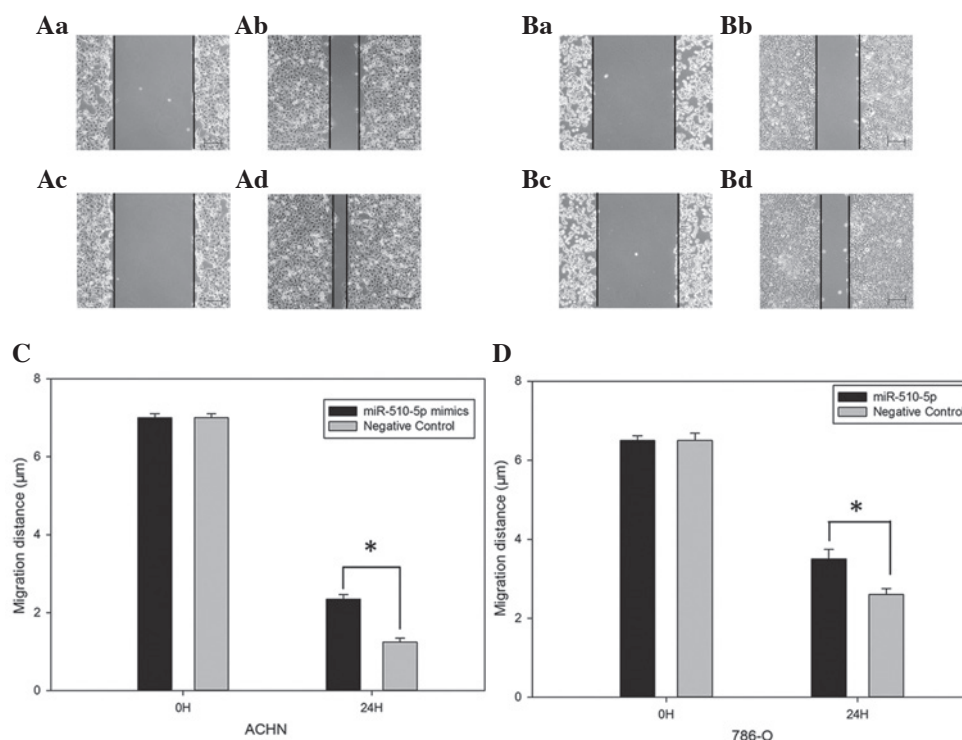 Aa
Ab
Ba
Bb
Ac
Ad
Bc
Bd
C
8
6
4
2
0
Migration distance (μm)
miR-510-5p mimics
Negative Control
*
0H
24H
ACHN
D
8
6
4
2
0
Migration distance (μm)
miR-510-5p
Negative Control
*
0H
24H
786-O